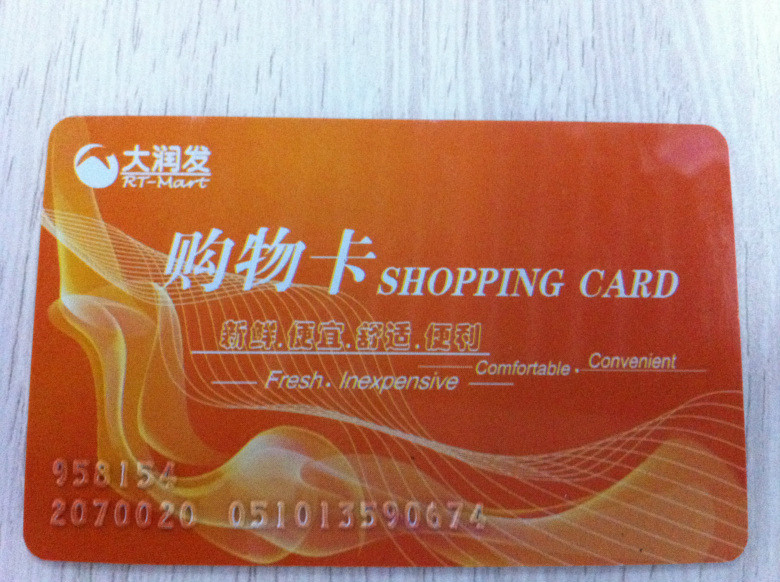 大润发
RT-Mart
购物卡 SHOPPING CARD
新鲜.便宜.舒适.便利
Fresh. Inexpensive Comfortable. Convenient
958154
2070020 051013590674